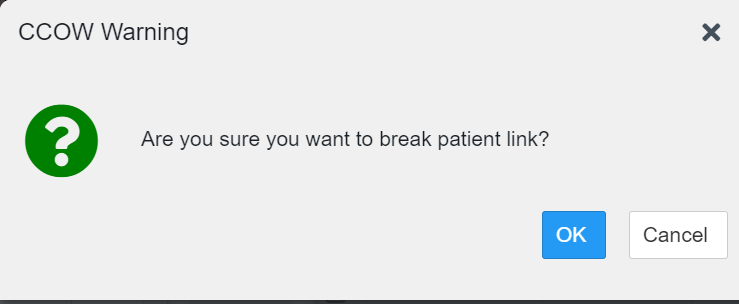 CCOW Warning
Are you sure you want to break patient link?
OK
Cancel